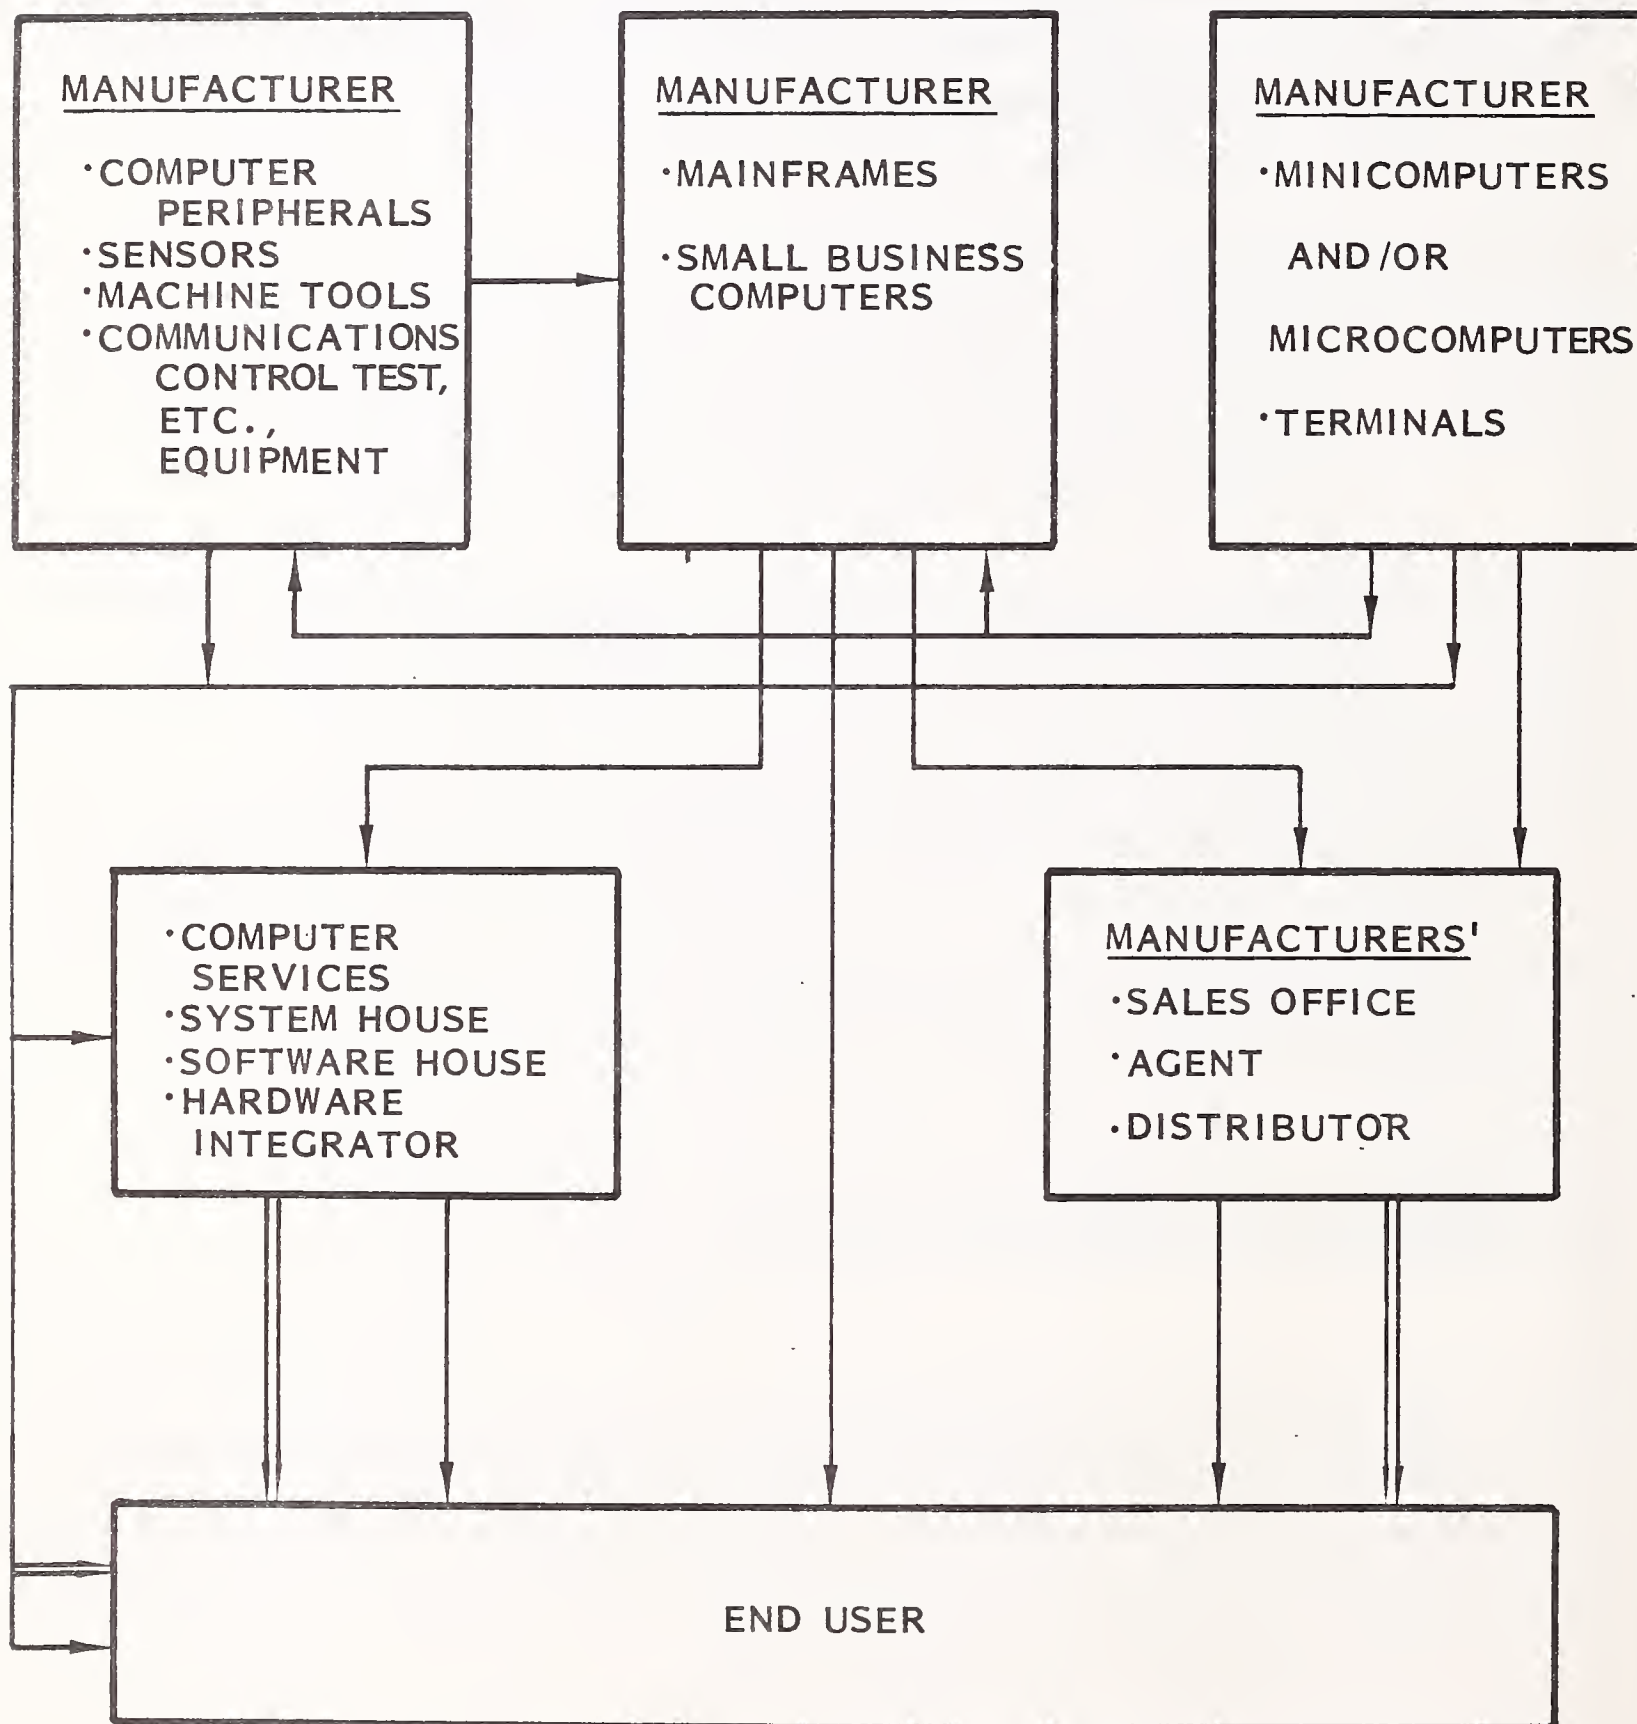 MANUFACTURER
·COMPUTER
PERIPHERALS
·SENSORS
·MACHINE TOOLS
·COMMUNICATIONS
CONTROL TEST,
ETC.,
EQUIPMENT
MANUFACTURER
·MAINFRAMES
·SMALL BUSINESS
COMPUTERS
MANUFACTURER
·MINICOMPUTERS
AND/OR
MICROCOMPUTERS
·TERMINALS
·COMPUTER
SERVICES
·SYSTEM HOUSE
·SOFTWARE HOUSE
·HARDWARE
INTEGRATOR
MANUFACTURERS'
·SALES OFFICE
·AGENT
·DISTRIBUTOR
END USER